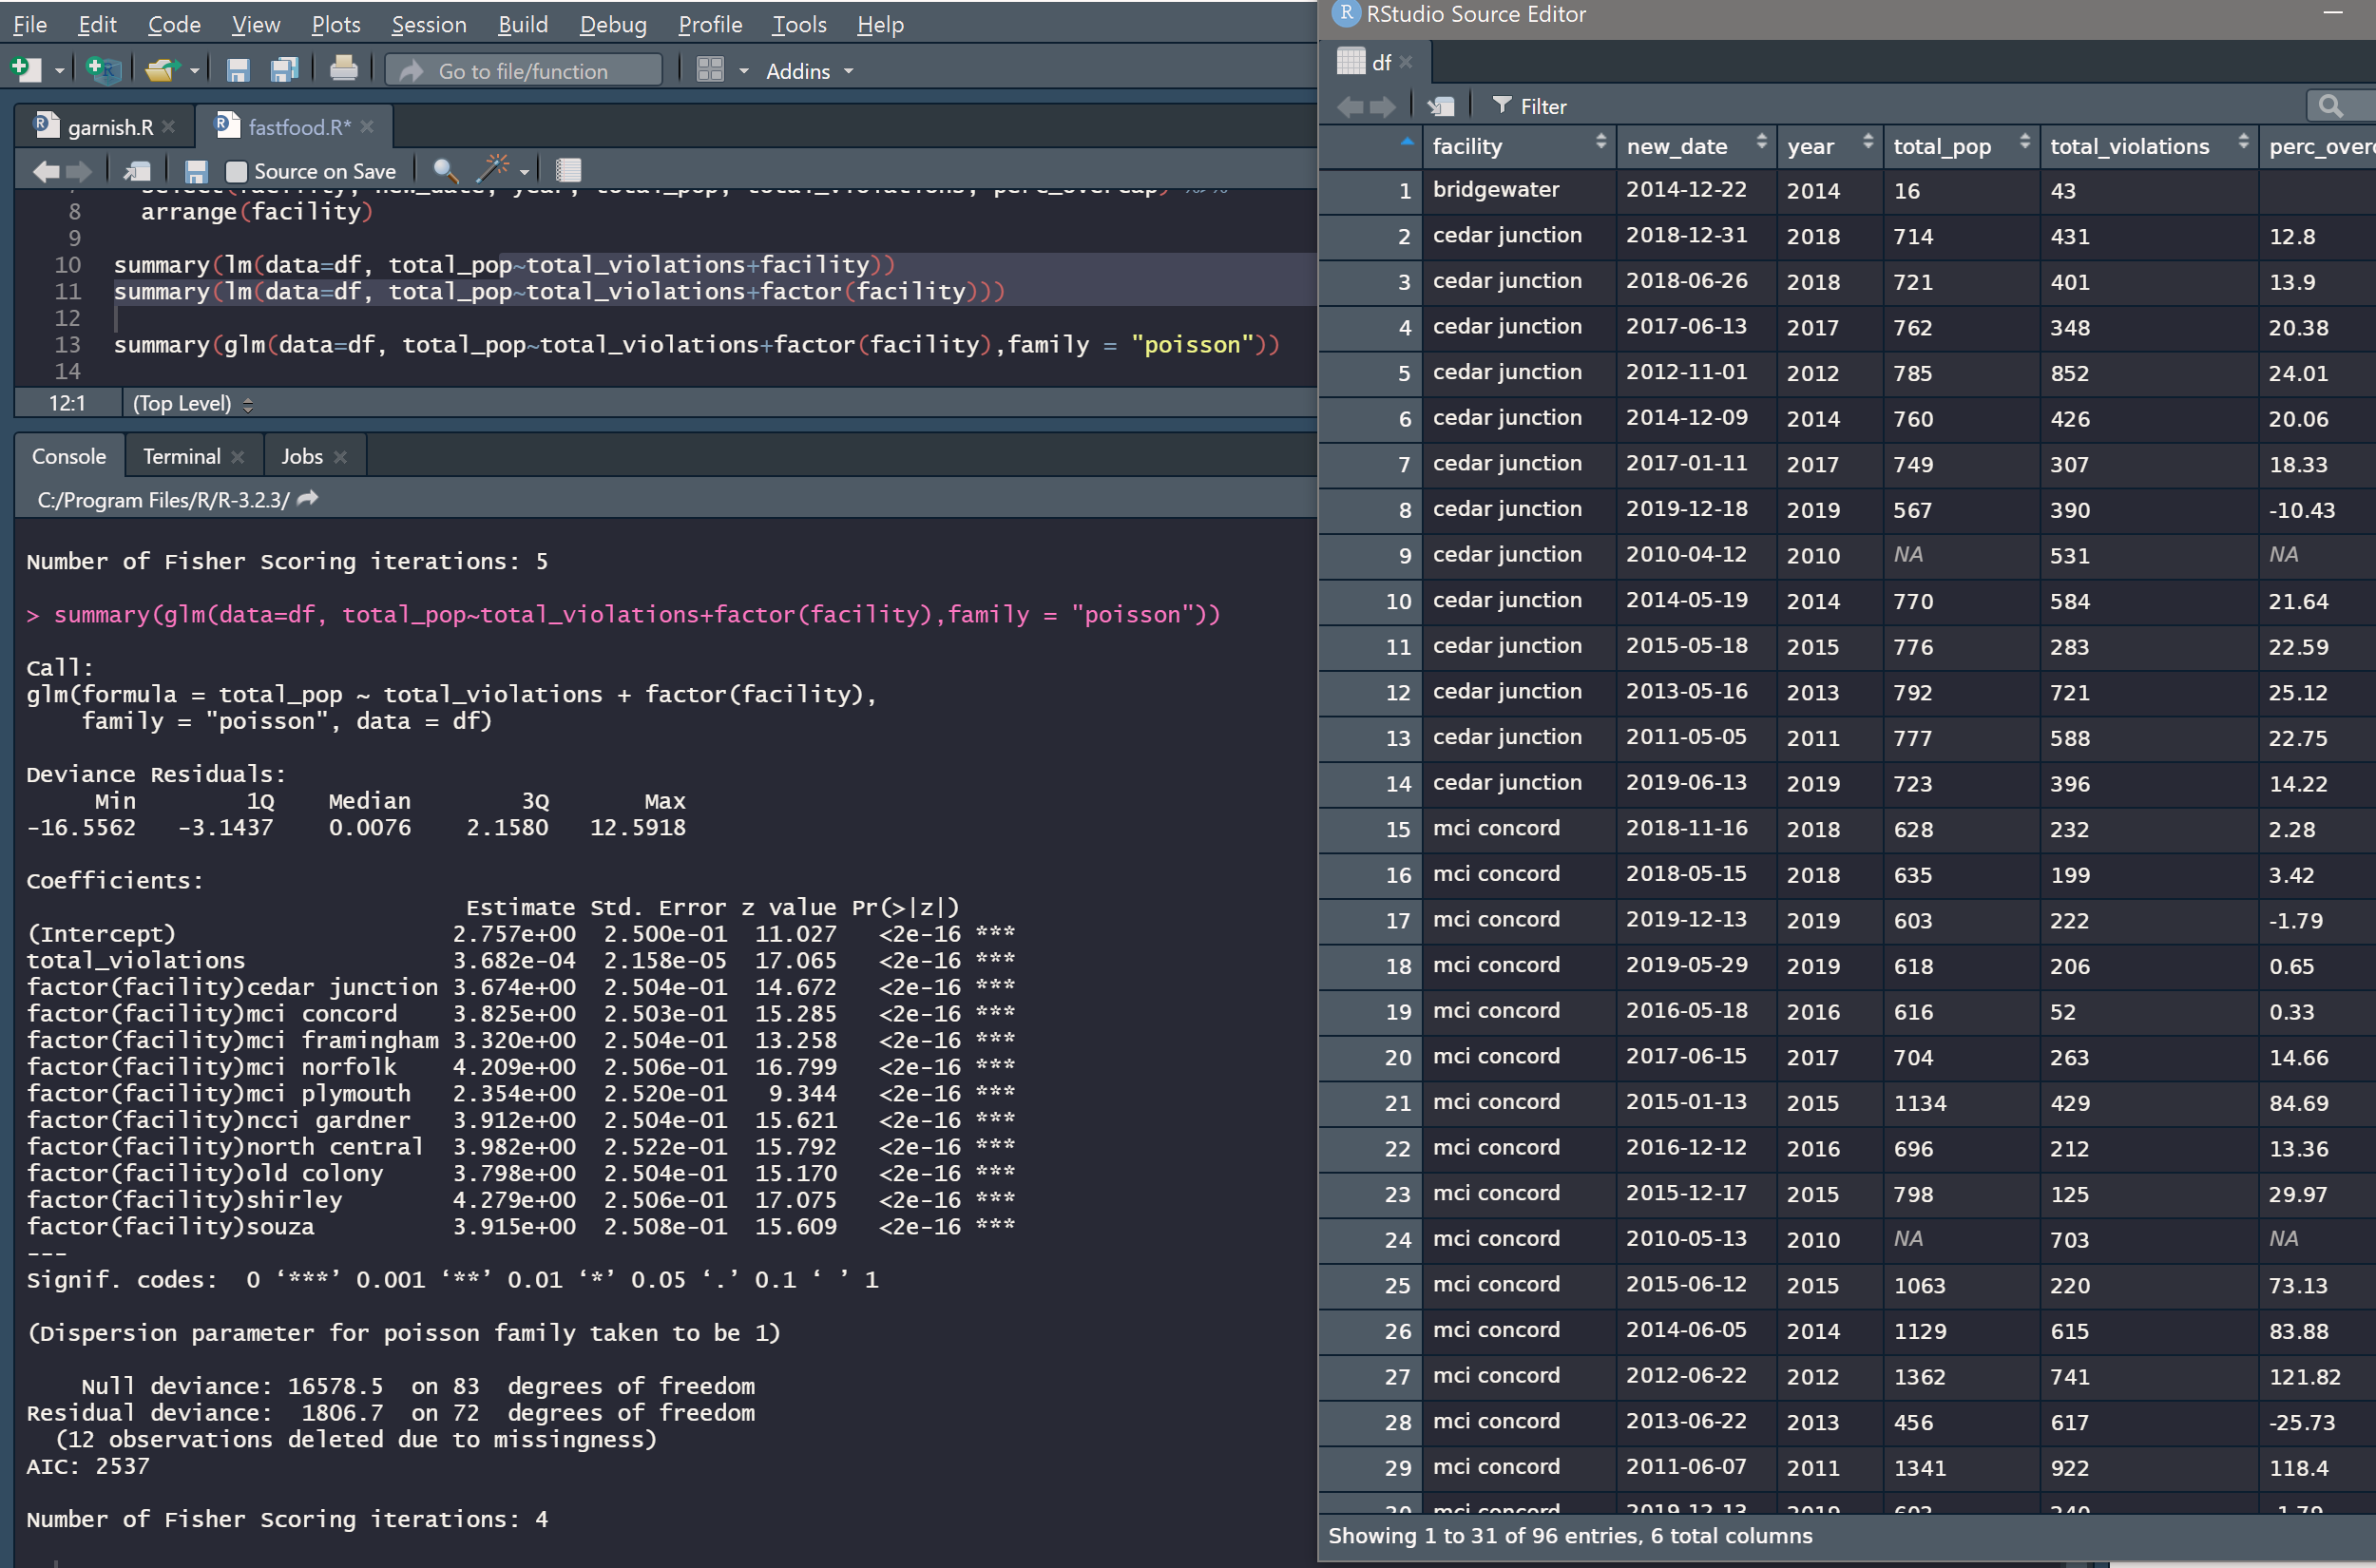 File Edit Code View Plots Session Build Debug Profile Tools Help
Go to file/function Addins
garnish.R fastfood.R*
Source on Save
8 arrange(facility)
9
10 summary(lm(data=df, total_pop~total_violations+facility))
11 summary(lm(data=df, total_pop~total_violations+factor(facility)))
12
13 summary(glm(data=df, total_pop~total_violations+factor(facility),family = "poisson"))
14
12:1 (Top Level)
Console Terminal Jobs
C:/Program Files/R/R-3.2.3/
Number of Fisher Scoring iterations: 5
> summary(glm(data=df, total_pop~total_violations+factor(facility),family = "poisson"))
Call:
glm(formula = total_pop ~ total_violations + factor(facility),
family = "poisson", data = df)
Deviance Residuals:
Min 1Q Median 3Q Max
-16.5562 -3.1437 0.0076 2.1580 12.5918
Coefficients:
Estimate Std. Error z value Pr(>|z|)
(Intercept) 2.757e+00 2.500e-01 11.027 <2e-16 ***
total_violations 3.682e-04 2.158e-05 17.065 <2e-16 ***
factor(facility)cedar junction 3.674e+00 2.504e-01 14.672 <2e-16 ***
factor(facility)mci concord 3.825e+00 2.503e-01 15.285 <2e-16 ***
factor(facility)mci framingham 3.320e+00 2.504e-01 13.258 <2e-16 ***
factor(facility)mci norfolk 4.209e+00 2.506e-01 16.799 <2e-16 ***
factor(facility)mci plymouth 2.354e+00 2.520e-01 9.344 <2e-16 ***
factor(facility)ncci gardner 3.912e+00 2.504e-01 15.621 <2e-16 ***
factor(facility)north central 3.982e+00 2.522e-01 15.792 <2e-16 ***
factor(facility)old colony 3.798e+00 2.504e-01 15.170 <2e-16 ***
factor(facility)shirley 4.279e+00 2.506e-01 17.075 <2e-16 ***
factor(facility)souza 3.915e+00 2.508e-01 15.609 <2e-16 ***
---
Signif. codes: 0 ‘***’ 0.001 ‘**’ 0.01 ‘*’ 0.05 ‘.’ 0.1 ‘ ’ 1
(Dispersion parameter for poisson family taken to be 1)
Null deviance: 16578.5 on 83 degrees of freedom
Residual deviance: 1806.7 on 72 degrees of freedom
(12 observations deleted due to missingness)
AIC: 2537
Number of Fisher Scoring iterations: 4
RStudio Source Editor
df
Filter
facility new_date year total_pop total_violations perc_over
1 bridgewater 2014-12-22 2014 16 43
2 cedar junction 2018-12-31 2018 714 431 12.8
3 cedar junction 2018-06-26 2018 721 401 13.9
4 cedar junction 2017-06-13 2017 762 348 20.38
5 cedar junction 2012-11-01 2012 785 852 24.01
6 cedar junction 2014-12-09 2014 760 426 20.06
7 cedar junction 2017-01-11 2017 749 307 18.33
8 cedar junction 2019-12-18 2019 567 390 -10.43
9 cedar junction 2010-04-12 2010 NA 531 NA
10 cedar junction 2014-05-19 2014 770 584 21.64
11 cedar junction 2015-05-18 2015 776 283 22.59
12 cedar junction 2013-05-16 2013 792 721 25.12
13 cedar junction 2011-05-05 2011 777 588 22.75
14 cedar junction 2019-06-13 2019 723 396 14.22
15 mci concord 2018-11-16 2018 628 232 2.28
16 mci concord 2018-05-15 2018 635 199 3.42
17 mci concord 2019-12-13 2019 603 222 -1.79
18 mci concord 2019-05-29 2019 618 206 0.65
19 mci concord 2016-05-18 2016 616 52 0.33
20 mci concord 2017-06-15 2017 704 263 14.66
21 mci concord 2015-01-13 2015 1134 429 84.69
22 mci concord 2016-12-12 2016 696 212 13.36
23 mci concord 2015-12-17 2015 798 125 29.97
24 mci concord 2010-05-13 2010 NA 703 NA
25 mci concord 2015-06-12 2015 1063 220 73.13
26 mci concord 2014-06-05 2014 1129 615 83.88
27 mci concord 2012-06-22 2012 1362 741 121.82
28 mci concord 2013-06-22 2013 456 617 -25.73
29 mci concord 2011-06-07 2011 1341 922 118.4
Showing 1 to 31 of 96 entries, 6 total columns